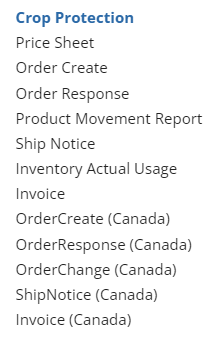 Crop Protection
Price Sheet
Order Create
Order Response
Product Movement Report
Ship Notice
Inventory Actual Usage
Invoice
OrderCreate (Canada)
OrderResponse (Canada)
OrderChange (Canada)
ShipNotice (Canada)
Invoice (Canada)